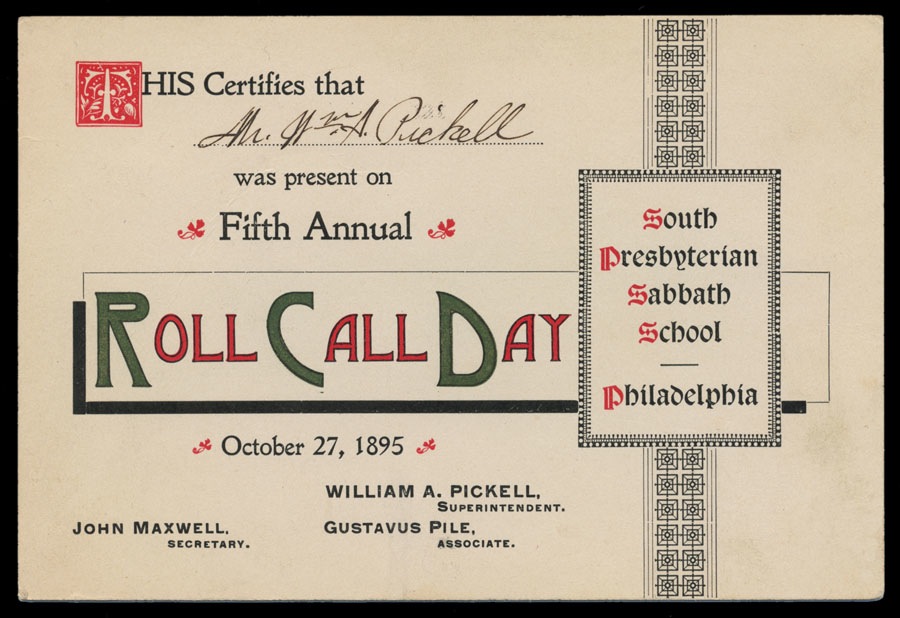 THIS Certifies that
Mr. Wm. A. Pickell
was present on
Fifth Annual
ROLL CALL DAY
October 27, 1895
WILLIAM A. PICKELL,
SUPERINTENDENT.
JOHN MAXWELL,
SECRETARY.
GUSTAVUS PILE,
ASSOCIATE.
South
Presbyterian
Sabbath
School
Philadelphia